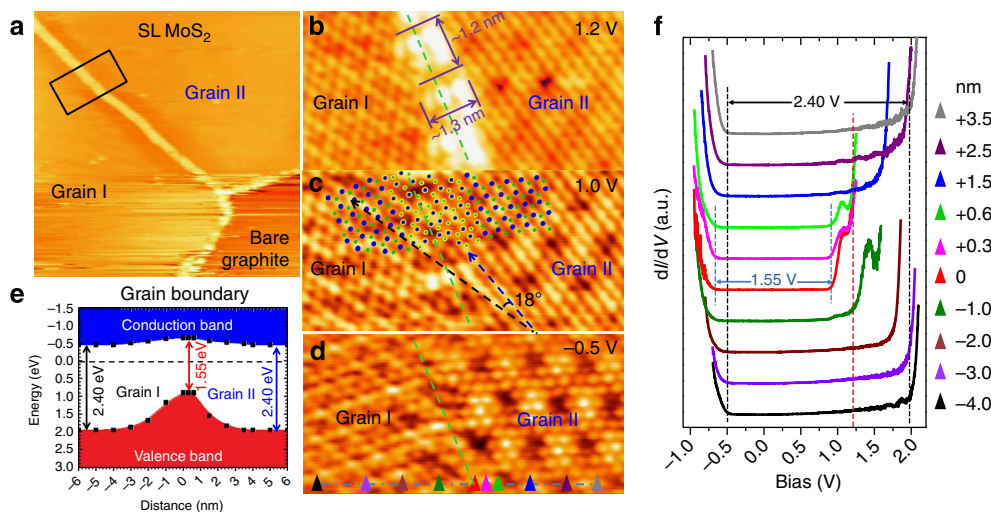 a
SL MoS2
Grain II
Grain I
Bare
graphite
b
1.2 V
~1.2 nm
Grain I
Grain II
~1.3 nm
c
1.0 V
Grain I
Grain II
18°
d
–0.5 V
Grain I
Grain II
e
Grain boundary
Conduction band
Grain I
Grain II
2.40 eV
1.55 eV
2.40 eV
Valence band
Energy (eV)
–1.5
–1.0
–0.5
0.0
0.5
1.0
1.5
2.0
2.5
3.0
–6 –5 –4 –3 –2 –1 0 1 2 3 4 5 6
Distance (nm)
f
2.40 V
1.55 V
dI/dV (a.u.)
–1.0 –0.5 0.0 0.5 1.0 1.5 2.0
Bias (V)
nm
+3.5
+2.5
+1.5
+0.6
+0.3
0
–1.0
–2.0
–3.0
–4.0